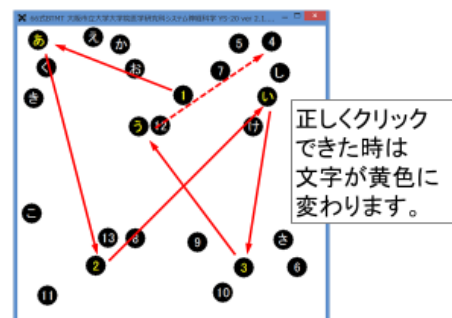 66式BTMT 大阪市立大学大学院医学研究科システム神経科学 YS-20 ver 2.1.
あ え か 5 4
く お 7 し
き 1 い
う 12 け
正しくクリック
できた時は
文字が黄色に
変わります。
こ
13 8 9 さ
2 3 6
11 10